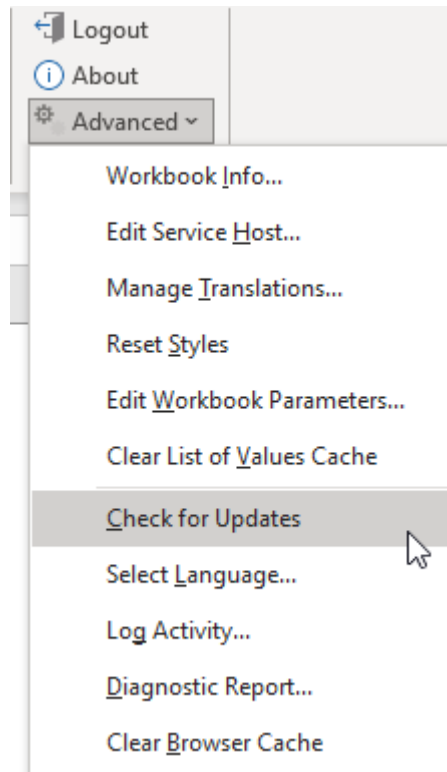 Logout
About
Advanced
Workbook Info...
Edit Service Host...
Manage Translations...
Reset Styles
Edit Workbook Parameters...
Clear List of Values Cache
Check for Updates
Select Language...
Log Activity...
Diagnostic Report...
Clear Browser Cache